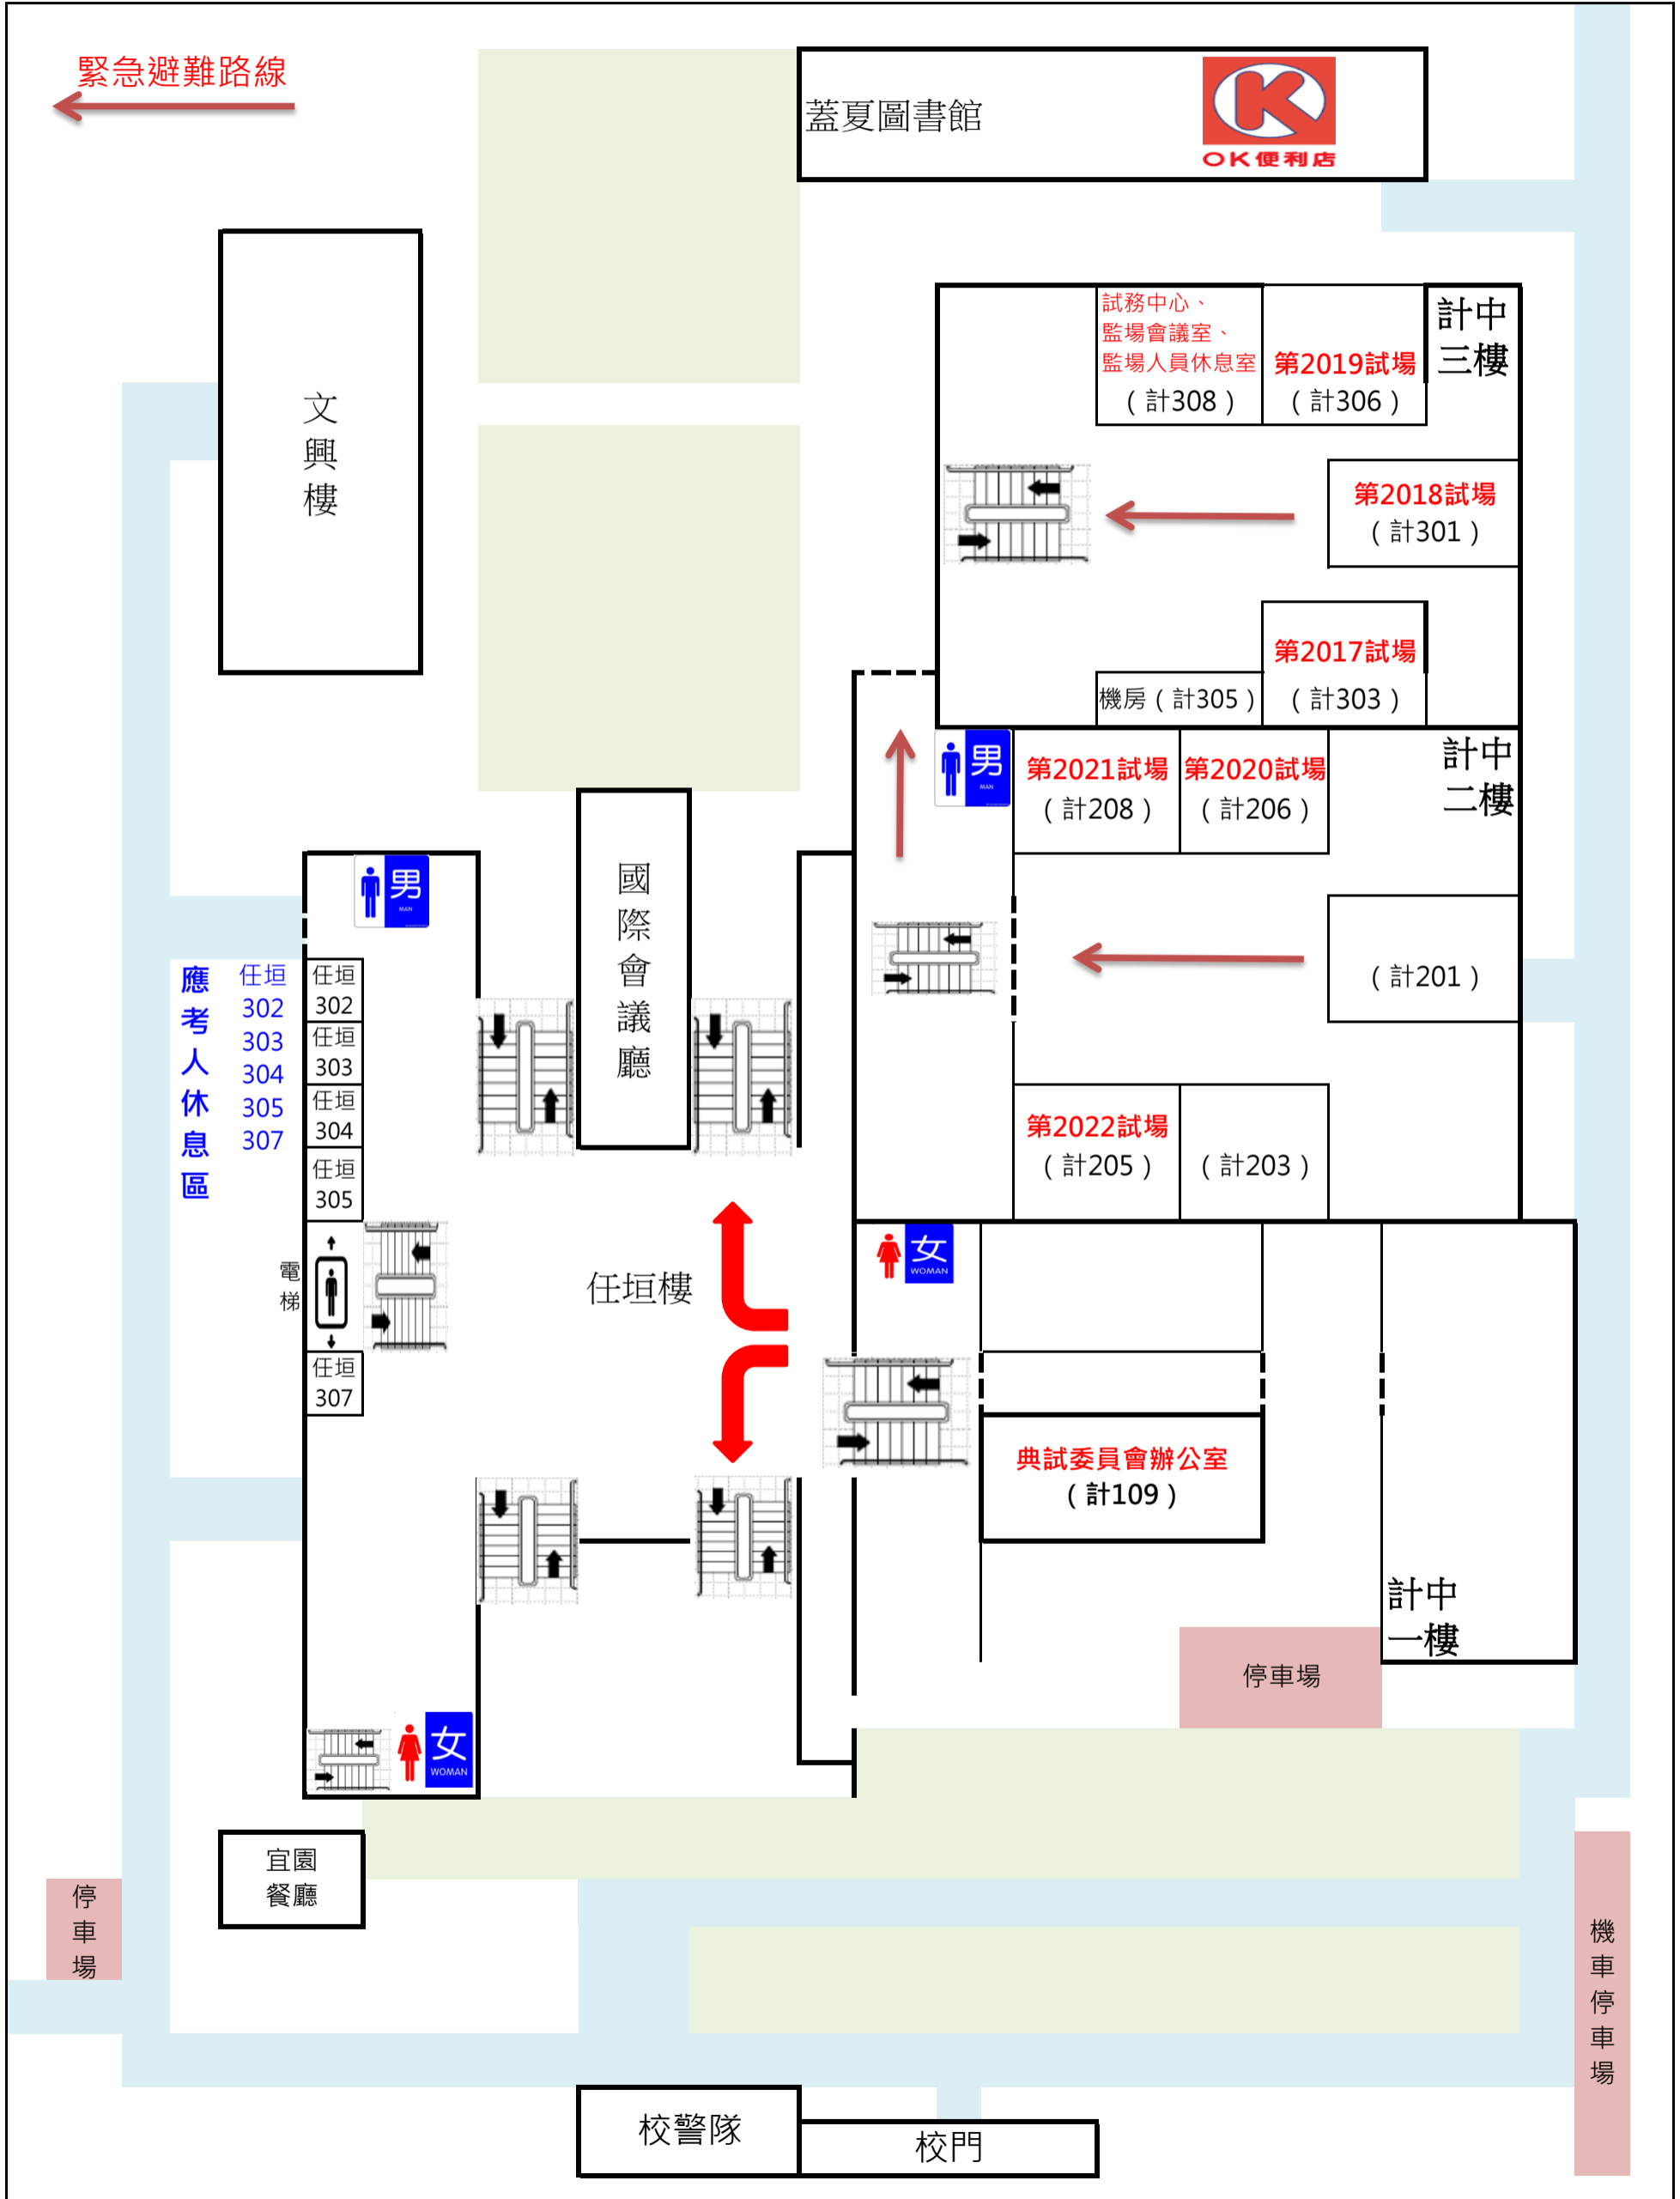 緊急避難路線
蓋夏圖書館
OK便利店
文興樓
試務中心、
監場會議室、
監場人員休息室
（計308）
第2019試場
（計306）
計中
三樓
第2018試場
（計301）
第2017試場
（計303）
機房（計305）
男
MAN
第2021試場
（計208）
第2020試場
（計206）
計中
二樓
（計201）
第2022試場
（計205）
（計203）
國際會議廳
男
MAN
應考人休息區
任垣
302
303
304
305
307
任垣
302
任垣
303
任垣
304
任垣
305
電梯
任垣
307
任垣樓
女
WOMAN
典試委員會辦公室
（計109）
計中
一樓
停車場
女
WOMAN
宜園
餐廳
停車場
機車停車場
校警隊
校門